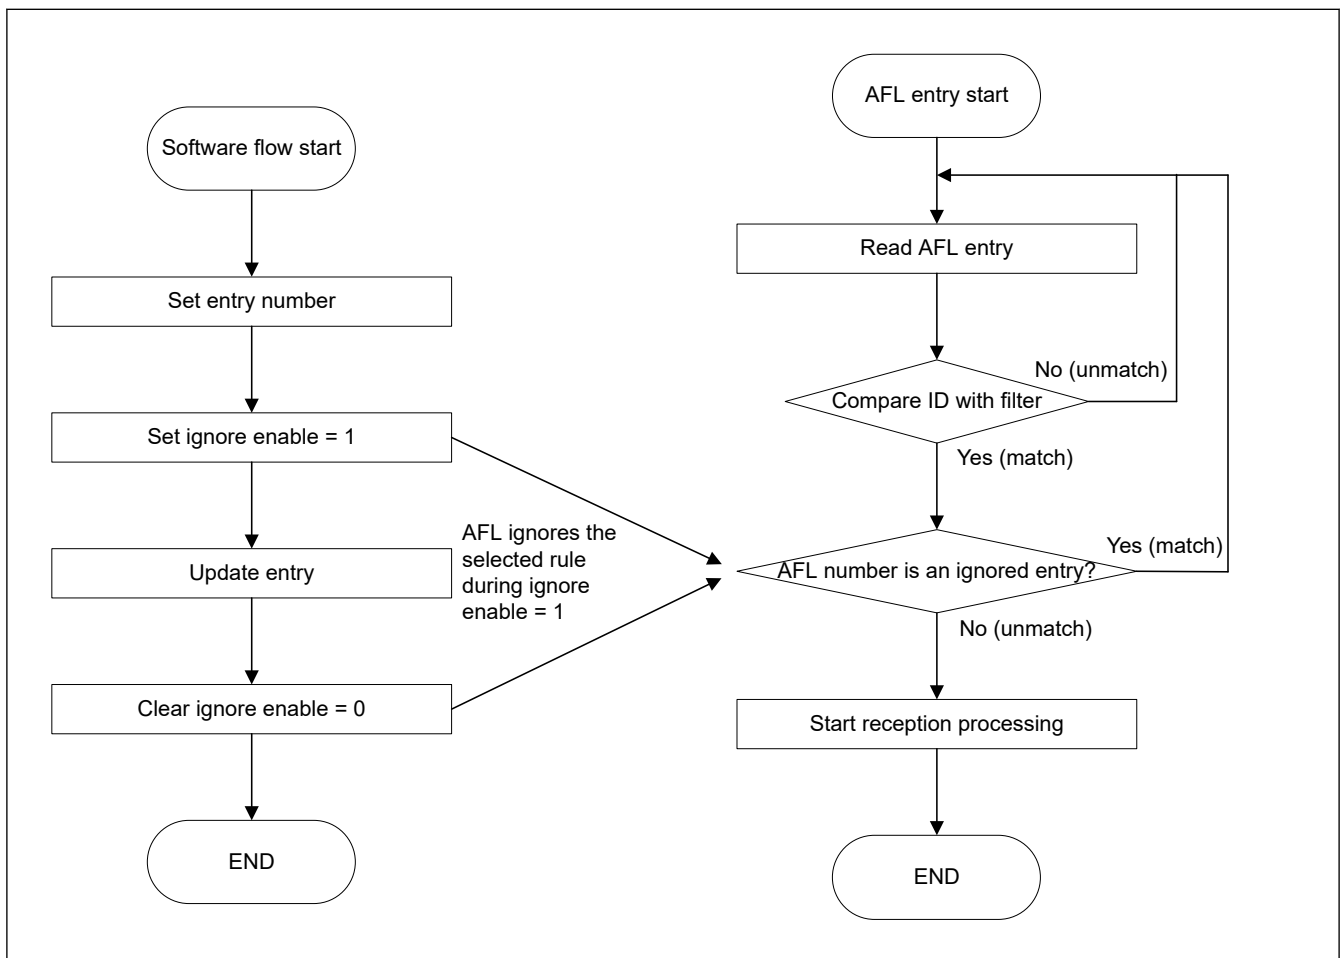 Software flow start
Set entry number
Set ignore enable = 1
Update entry
Clear ignore enable = 0
END
AFL ignores the
selected rule
during ignore
enable = 1
AFL entry start
Read AFL entry
Compare ID with filter
No (unmatch)
Yes (match)
AFL number is an ignored entry?
Yes (match)
No (unmatch)
Start reception processing
END